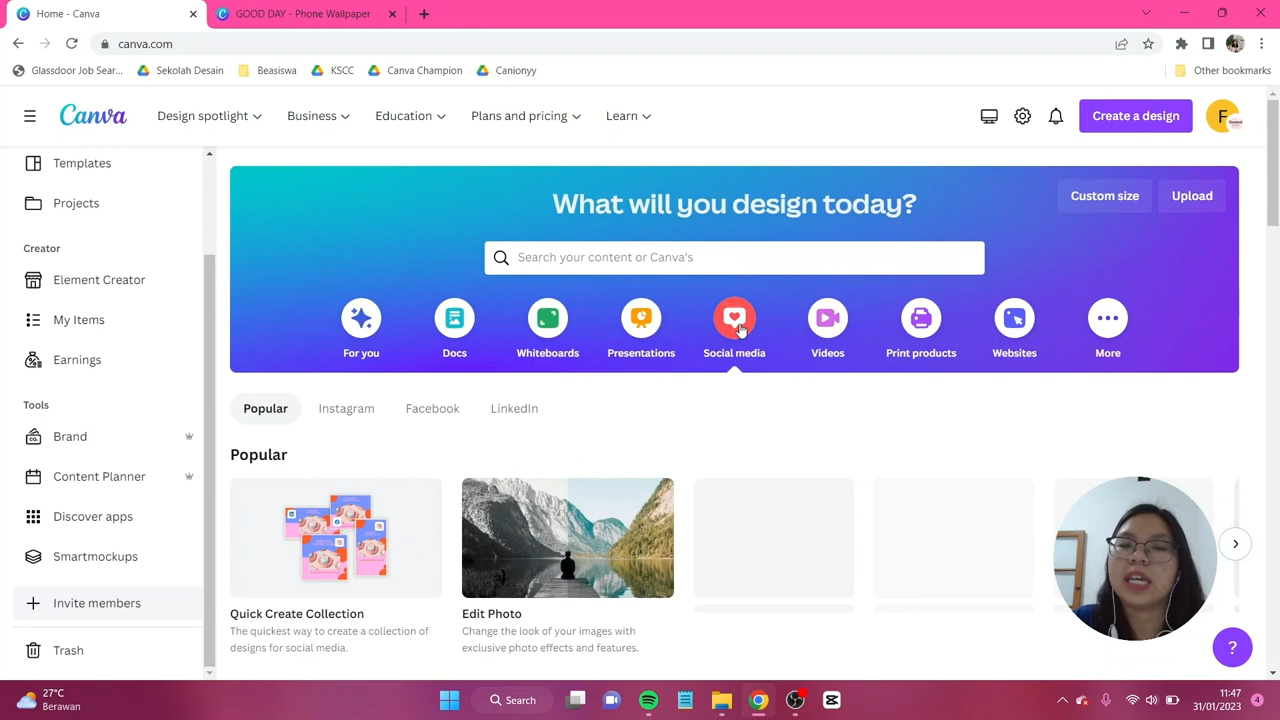 Home - Canva
GOOD DAY - Phone Wallpaper
canva.com
Glassdoor Job Sear...
Sekolah Desain
Beasiswa
KSCC
Canva Champion
Canionyy
Other bookmarks
Canva
Design spotlight
Business
Education
Plans and pricing
Learn
Create a design
F
Templates
Projects
Creator
Element Creator
My Items
Earnings
Tools
Brand
Content Planner
Discover apps
Smartmockups
Invite members
Trash
What will you design today?
Custom size
Upload
Search your content or Canva's
For you
Docs
Whiteboards
Presentations
Social media
Videos
Print products
Websites
More
Popular
Instagram
Facebook
LinkedIn
Popular
Quick Create Collection
The quickest way to create a collection of
designs for social media.
Edit Photo
Change the look of your images with
exclusive photo effects and features.
?
27°C
Berawan
Search
11:47
31/01/2023
4